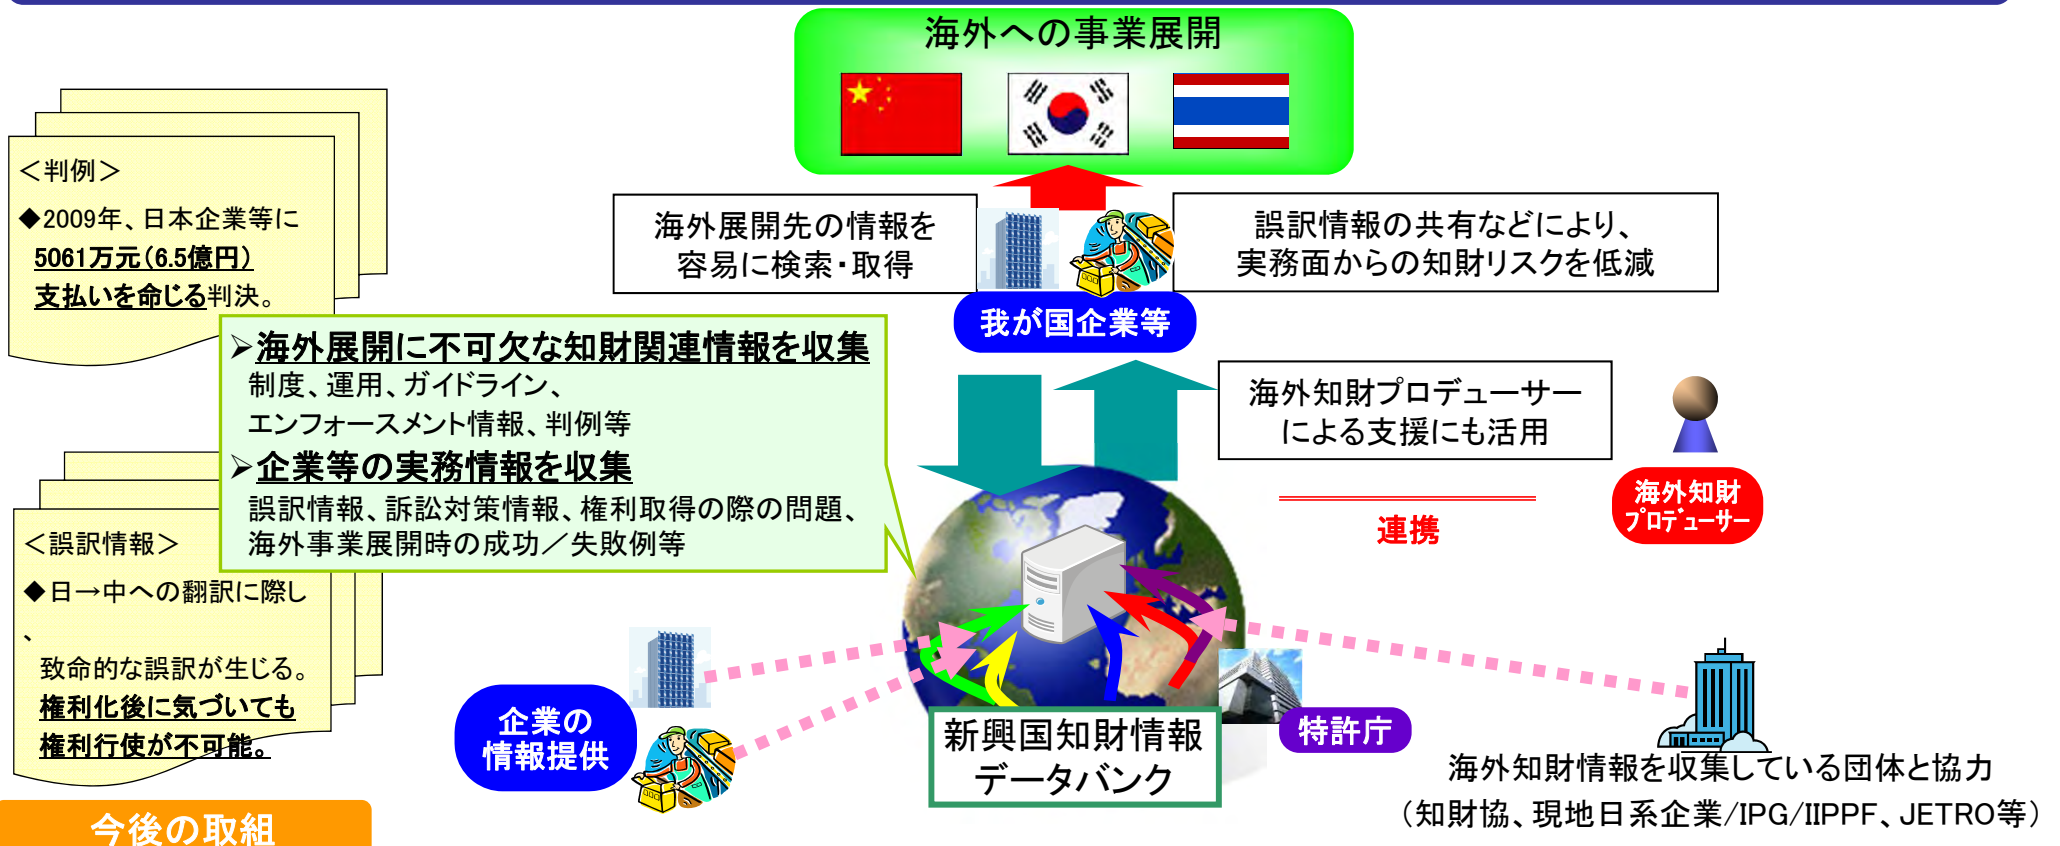 海外への事業展開
＜判例＞
◆2009年、日本企業等に
5061万元（6.5億円）
支払いを命じる判決。
海外展開先の情報を
容易に検索・取得
誤訳情報の共有などにより、
実務面からの知財リスクを低減
我が国企業等
➢海外展開に不可欠な知財関連情報を収集
制度、運用、ガイドライン、
エンフォースメント情報、判例等
➢企業等の実務情報を収集
誤訳情報、訴訟対策情報、権利取得の際の問題、
海外事業展開時の成功／失敗例等
海外知財プロデューサー
による支援にも活用
海外知財
プロデューサー
連携
＜誤訳情報＞
◆日→中への翻訳に際し
、
致命的な誤訳が生じる。
権利化後に気づいても
権利行使が不可能。
企業の
情報提供
新興国知財情報
データバンク
特許庁
海外知財情報を収集している団体と協力
（知財協、現地日系企業/IPG/IIPPF、JETRO等）
今後の取組